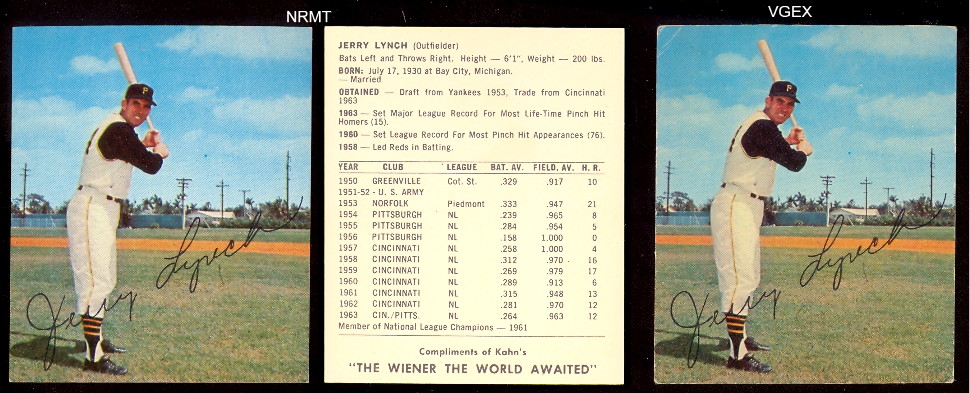 NRMT
VGEX
Jerry Lynch
JERRY LYNCH (Outfielder)
Bats Left and Throws Right. Height — 6'1", Weight — 200 lbs.
BORN: July 17, 1930 at Bay City, Michigan.
— Married
OBTAINED — Draft from Yankees 1953, Trade from Cincinnati
1963
1963 — Set Major League Record For Most Life-Time Pinch Hit
Homers (15).
1960 — Set League Record For Most Pinch Hit Appearances (76).
1958 — Led Reds in Batting.
YEAR CLUB LEAGUE BAT. AV. FIELD. AV. H. R.
1950 GREENVILLE Cot. St. .329 .917 10
1951-52 - U. S. ARMY
1953 NORFOLK Piedmont .333 .947 21
1954 PITTSBURGH NL .239 .965 8
1955 PITTSBURGH NL .284 .954 5
1956 PITTSBURGH NL .158 1.000 0
1957 CINCINNATI NL .258 1.000 4
1958 CINCINNATI NL .312 .970 16
1959 CINCINNATI NL .269 .979 17
1960 CINCINNATI NL .289 .913 6
1961 CINCINNATI NL .315 .948 13
1962 CINCINNATI NL .281 .970 12
1963 CIN./PITTS. NL .264 .963 12
Member of National League Champions — 1961
Compliments of Kahn's
"THE WIENER THE WORLD AWAITED"
Jerry Lynch
P
P